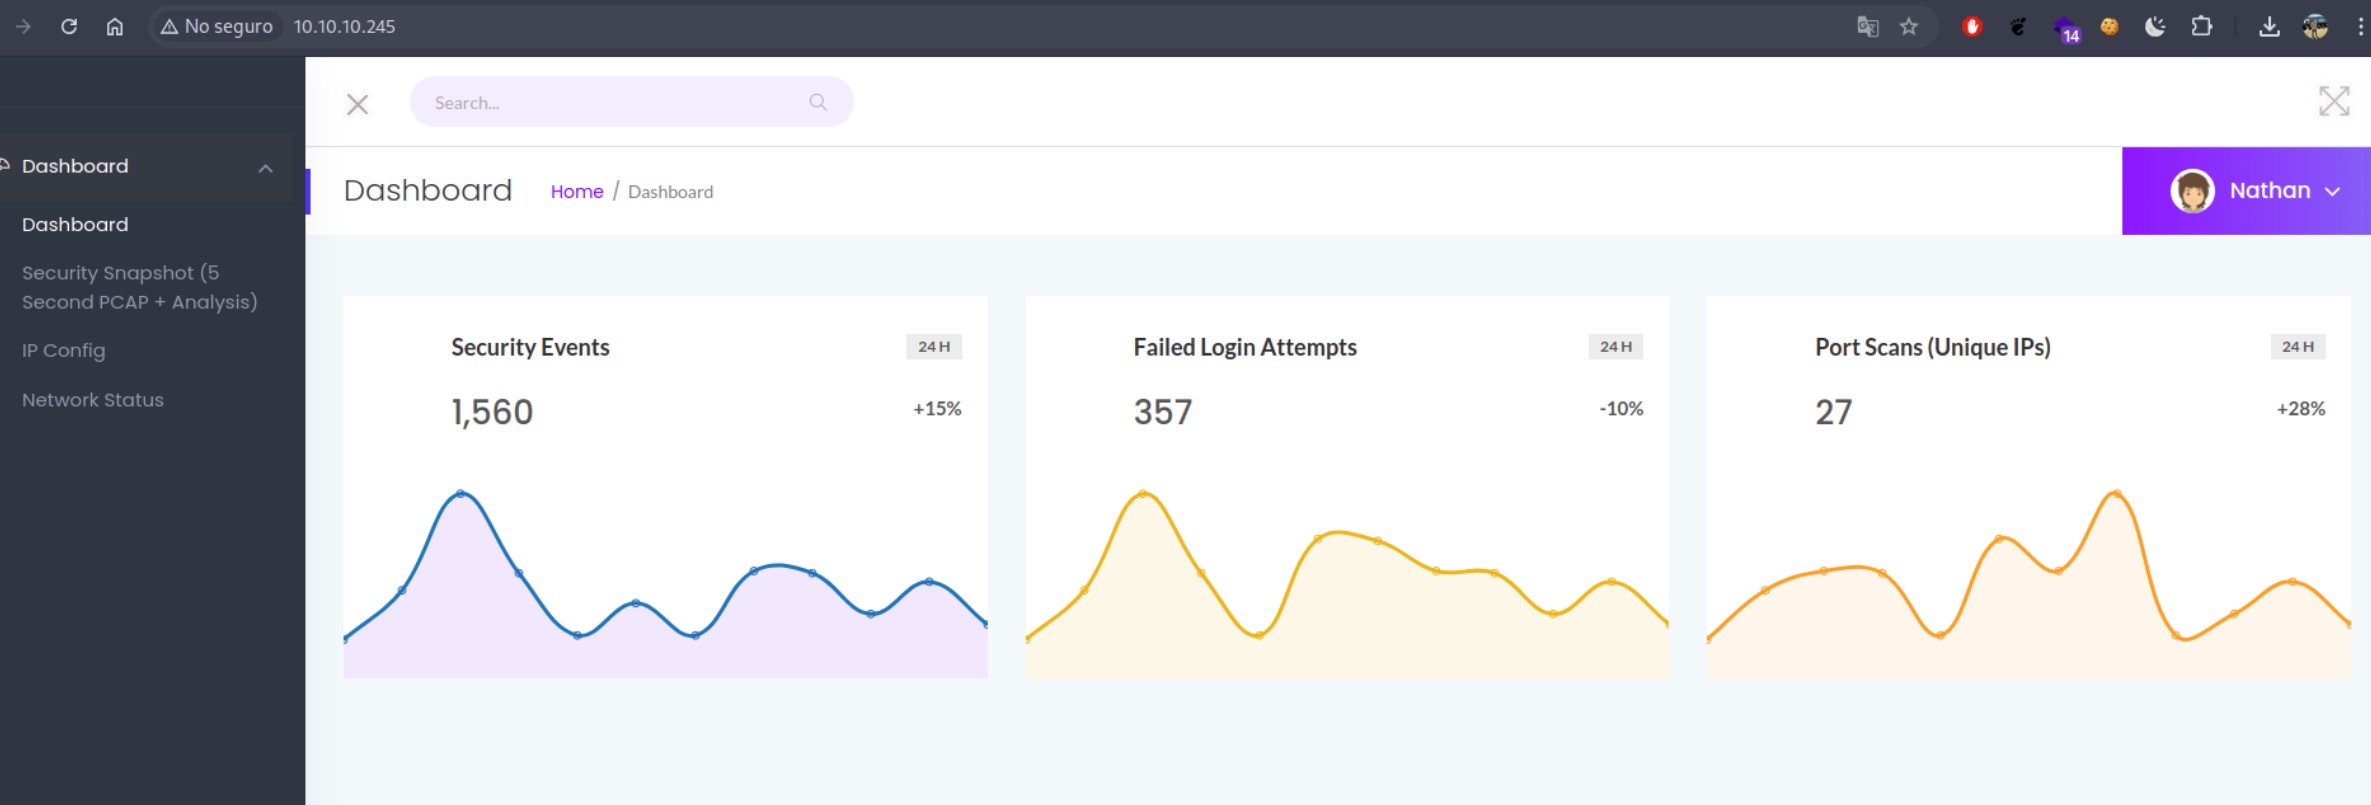 No seguro 10.10.10.245
14
Search...
Dashboard
Dashboard
Security Snapshot (5
Second PCAP + Analysis)
IP Config
Network Status
Dashboard Home / Dashboard
Nathan
Security Events 24 H
1,560 +15%
Failed Login Attempts 24 H
357 -10%
Port Scans (Unique IPs) 24 H
27 +28%